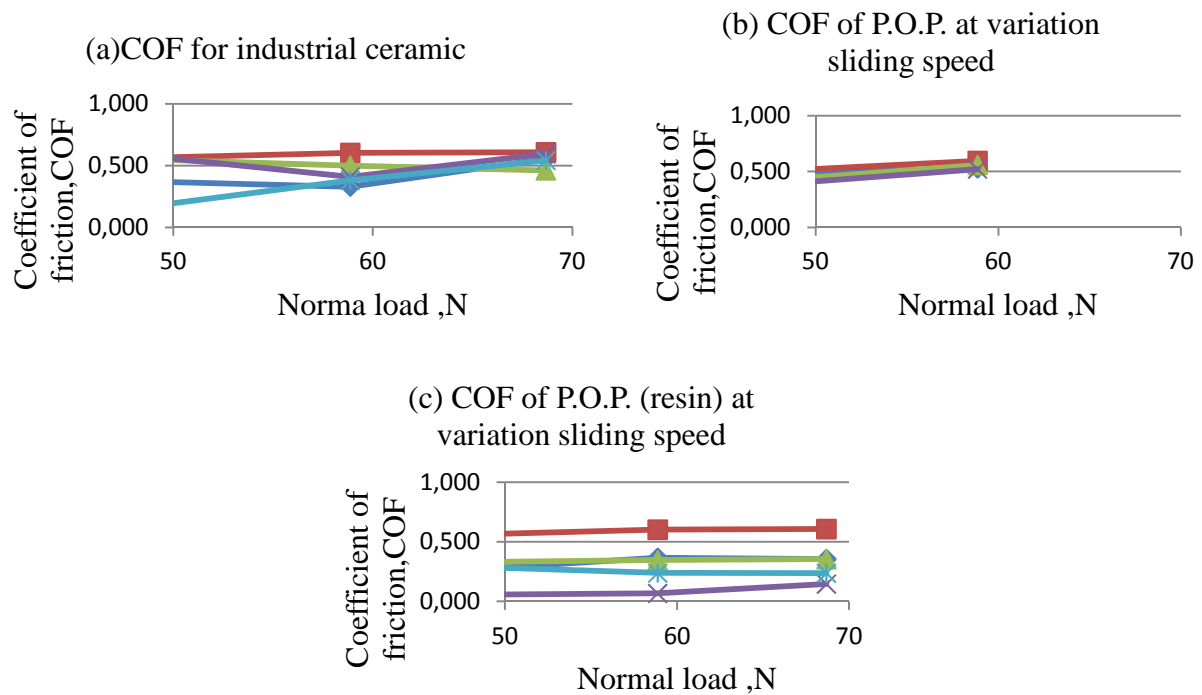 (a)COF for industrial ceramic
Coefficient of
friction,COF
1,000
0,500
0,000
50
60
70
Norma load ,N
(b) COF of P.O.P. at variation
sliding speed
Coefficient of
friction,COF
1,000
0,500
0,000
50
60
70
Normal load ,N
(c) COF of P.O.P. (resin) at
variation sliding speed
Coefficient of
friction,COF
1,000
0,500
0,000
50
60
70
Normal load ,N